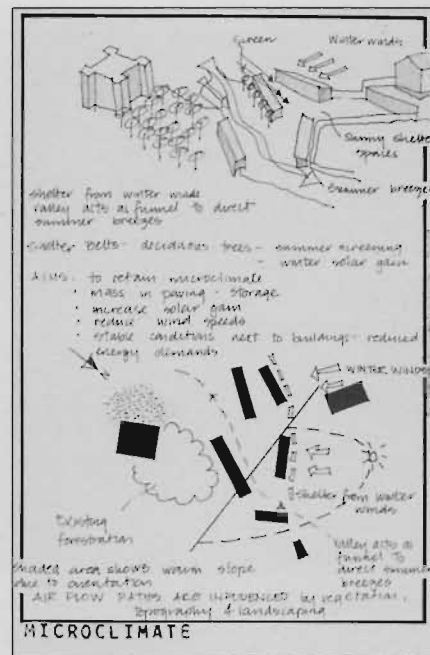 Screen
Winter winds
Sunny shelter
spaces
Summer breezes
shelter from winter winds
valley acts as funnel to direct
summer breezes
Shelter Belts - deciduous trees - summer screening
- winter solar gain
AIMS - to retain microclimate
• mass in paving - storage
• increase solar gain
• reduce wind speeds
• stable conditions next to buildings - reduced
energy demands
WINTER WINDS
Existing
forestration
Shelter from winter
winds
Valley acts as
funnel to
direct summer
breezes
Shaded area shows warm slope
due to orientation
AIR FLOW PATHS ARE INFLUENCED by vegetation,
topography & landscaping
MICROCLIMATE